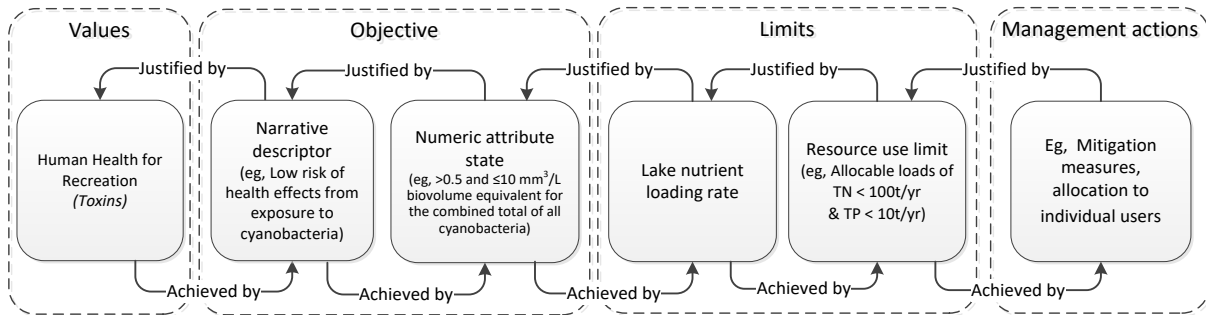 Values
Objective
Limits
Management actions
Justified by
Justified by
Justified by
Justified by
Justified by
Human Health for
Recreation
(Toxins)
Narrative
descriptor
(eg, Low risk of
health effects from
exposure to
cyanobacteria)
Numeric attribute
state
(eg, >0.5 and ≤10 mm³/L
biovolume equivalent for
the combined total of all
cyanobacteria)
Lake nutrient
loading rate
Resource use limit
(eg, Allocable loads of
TN < 100t/yr
& TP < 10t/yr)
Eg, Mitigation
measures,
allocation to
individual users
Achieved by
Achieved by
Achieved by
Achieved by
Achieved by